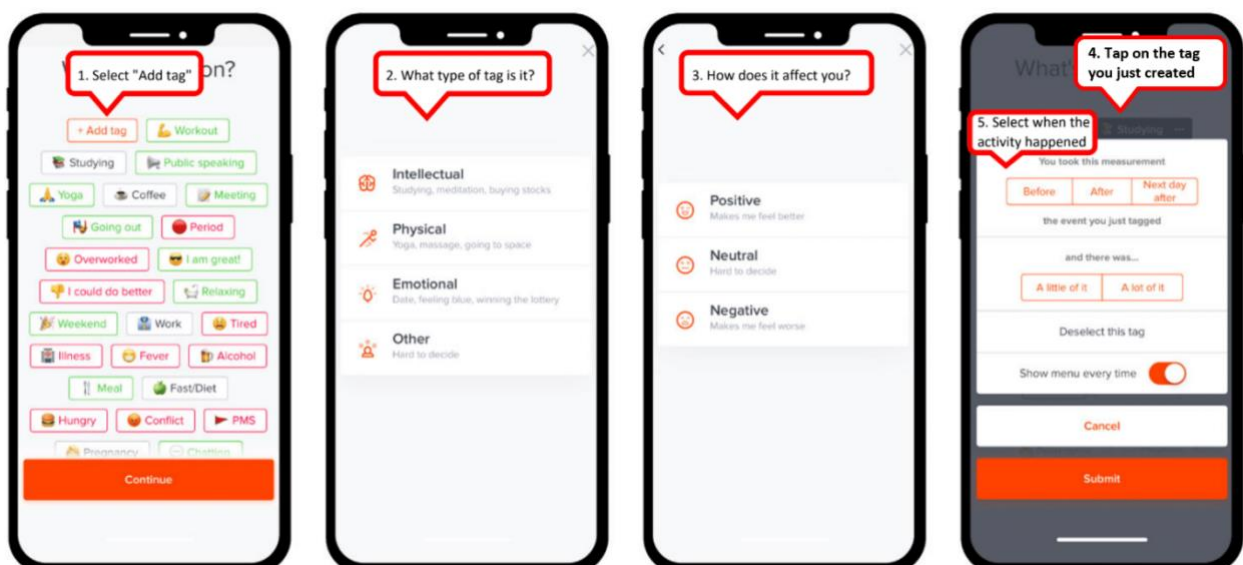 on?
1. Select "Add tag"
+ Add tag
💪 Workout
📚 Studying
Public speaking
🙏 Yoga
☕ Coffee
📝 Meeting
Going out
🔴 Period
😵 Overworked
😎 I am great!
👎 I could do better
🛀 Relaxing
🎉 Weekend
Work
😫 Tired
🏥 Illness
Fever
🍺 Alcohol
🍴 Meal
🍏 Fast/Diet
🍔 Hungry
😡 Conflict
🚩 PMS
Pregnancy
Chatting
Continue
2. What type of tag is it?
Intellectual
Studying, meditation, buying stocks
Physical
Yoga, massage, going to space
Emotional
Date, feeling blue, winning the lottery
Other
Hard to decide
3. How does it affect you?
Positive
Makes me feel better
Neutral
Hard to decide
Negative
Makes me feel worse
What'
4. Tap on the tag
you just created
5. Select when the
activity happened
Studying
You took this measurement
Before
After
Next day
after
the event you just tagged
and there was...
A little of it
A lot of it
Deselect this tag
Show menu every time
Cancel
Submit